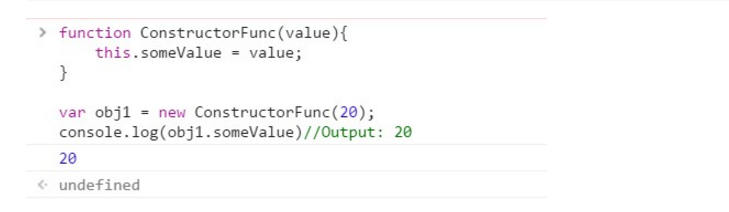 function ConstructorFunc(value){
    this.someValue = value;
}
var obj1 = new ConstructorFunc(20);
console.log(obj1.someValue)//Output: 20
20
undefined